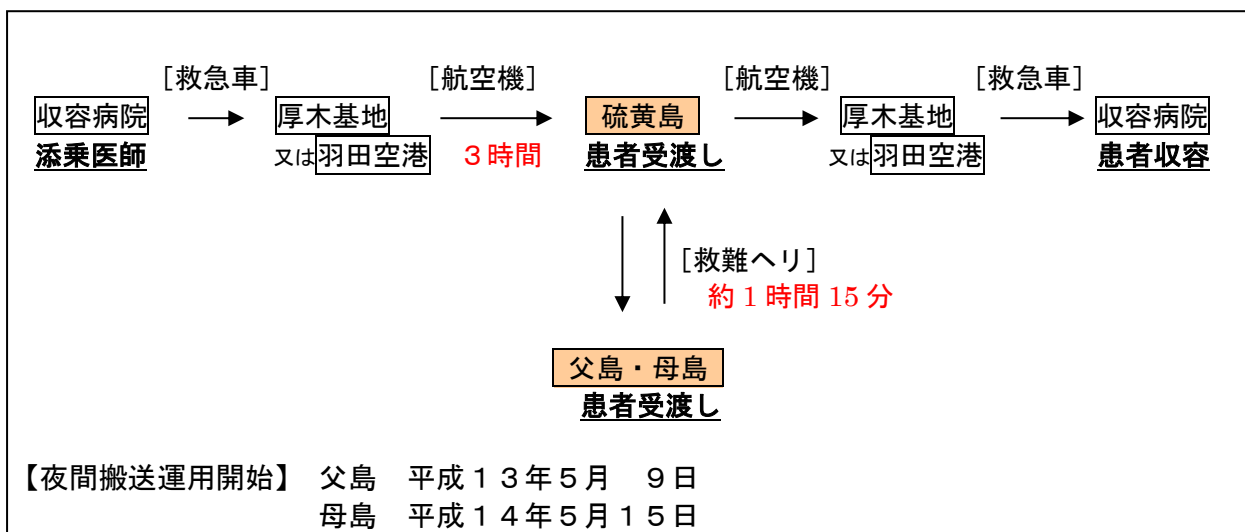 [救急車] [航空機] [航空機] [救急車]
収容病院 厚木基地 硫黄島 厚木基地 収容病院
添乗医師 又は羽田空港 3時間 患者受渡し 又は羽田空港 患者収容
[救難ヘリ]
約1時間15分
父島・母島
患者受渡し
【夜間搬送運用開始】 父島 平成13年5月 9日
母島 平成14年5月15日